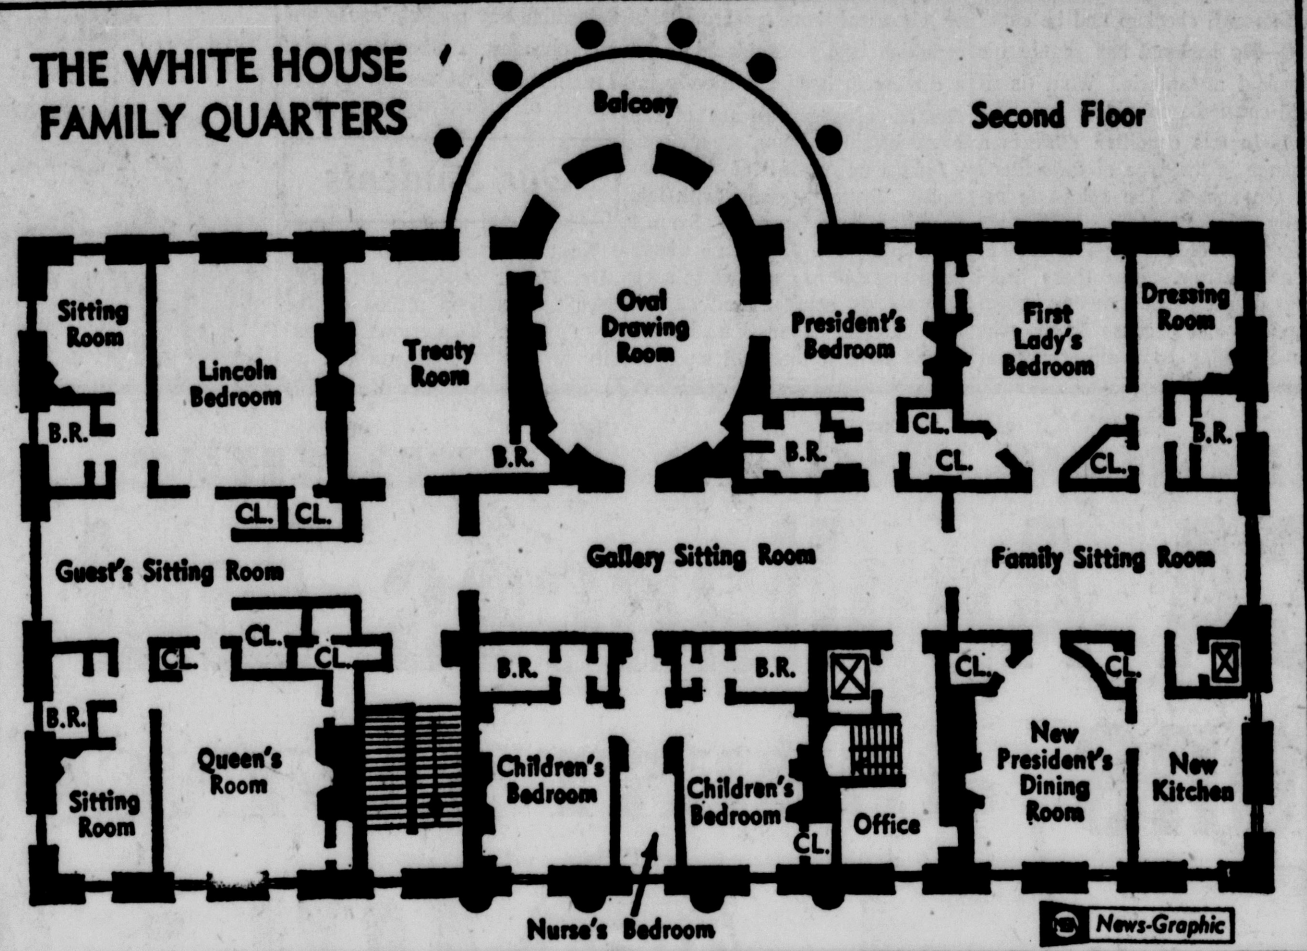 THE WHITE HOUSE
FAMILY QUARTERS
Balcony
Second Floor
Sitting
Room
Lincoln
Bedroom
Treaty
Room
Oval
Drawing
Room
President's
Bedroom
First
Lady's
Bedroom
Dressing
Room
B.R.
B.R.
B.R.
CL.
CL.
CL.
B.R.
CL.
CL.
Guest's Sitting Room
Gallery Sitting Room
Family Sitting Room
CL.
CL.
CL.
B.R.
B.R.
CL.
CL.
B.R.
Queen's
Room
Sitting
Room
Children's
Bedroom
Children's
Bedroom
CL.
Office
New
President's
Dining
Room
New
Kitchen
Nurse's Bedroom
NEA
News-Graphic